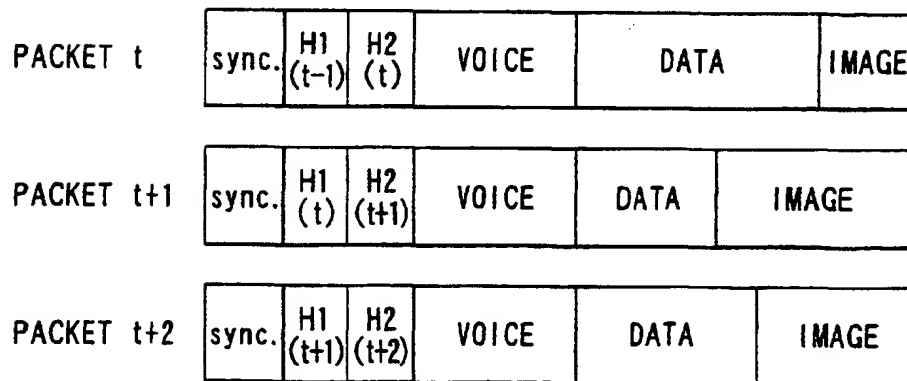 PACKET t sync. H1 (t-1) H2 (t) VOICE DATA IMAGE
PACKET t+1 sync. H1 (t) H2 (t+1) VOICE DATA IMAGE
PACKET t+2 sync. H1 (t+1) H2 (t+2) VOICE DATA IMAGE